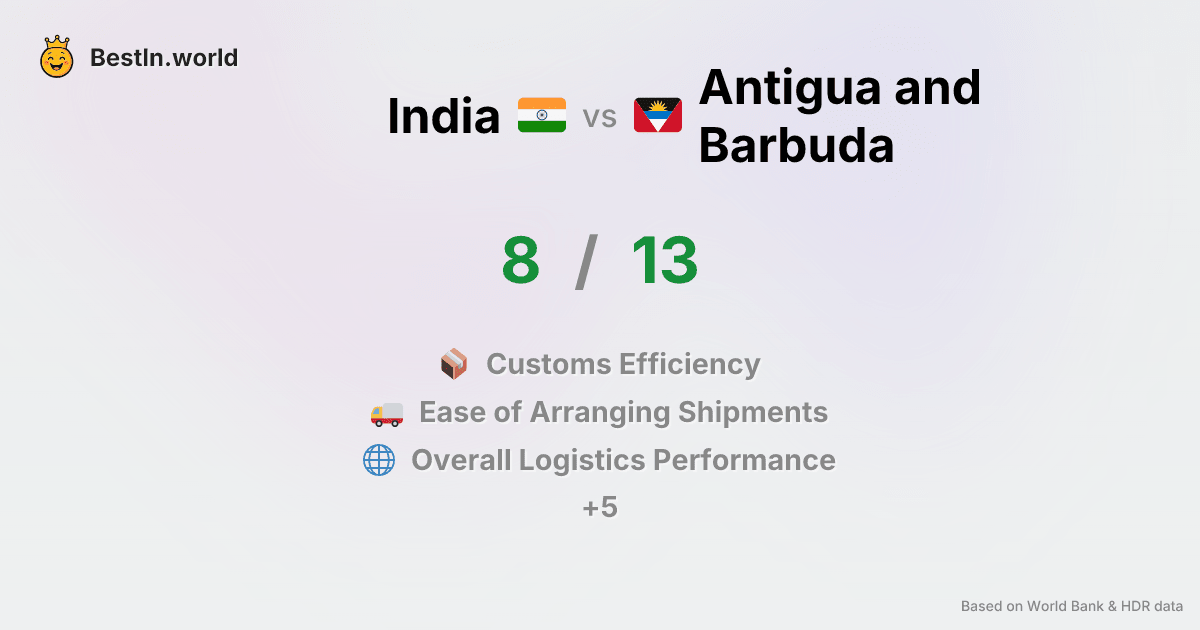 BestIn.world
India vs Antigua and
Barbuda
8 / 13
Customs Efficiency
Ease of Arranging Shipments
Overall Logistics Performance
+5
Based on World Bank & HDR data